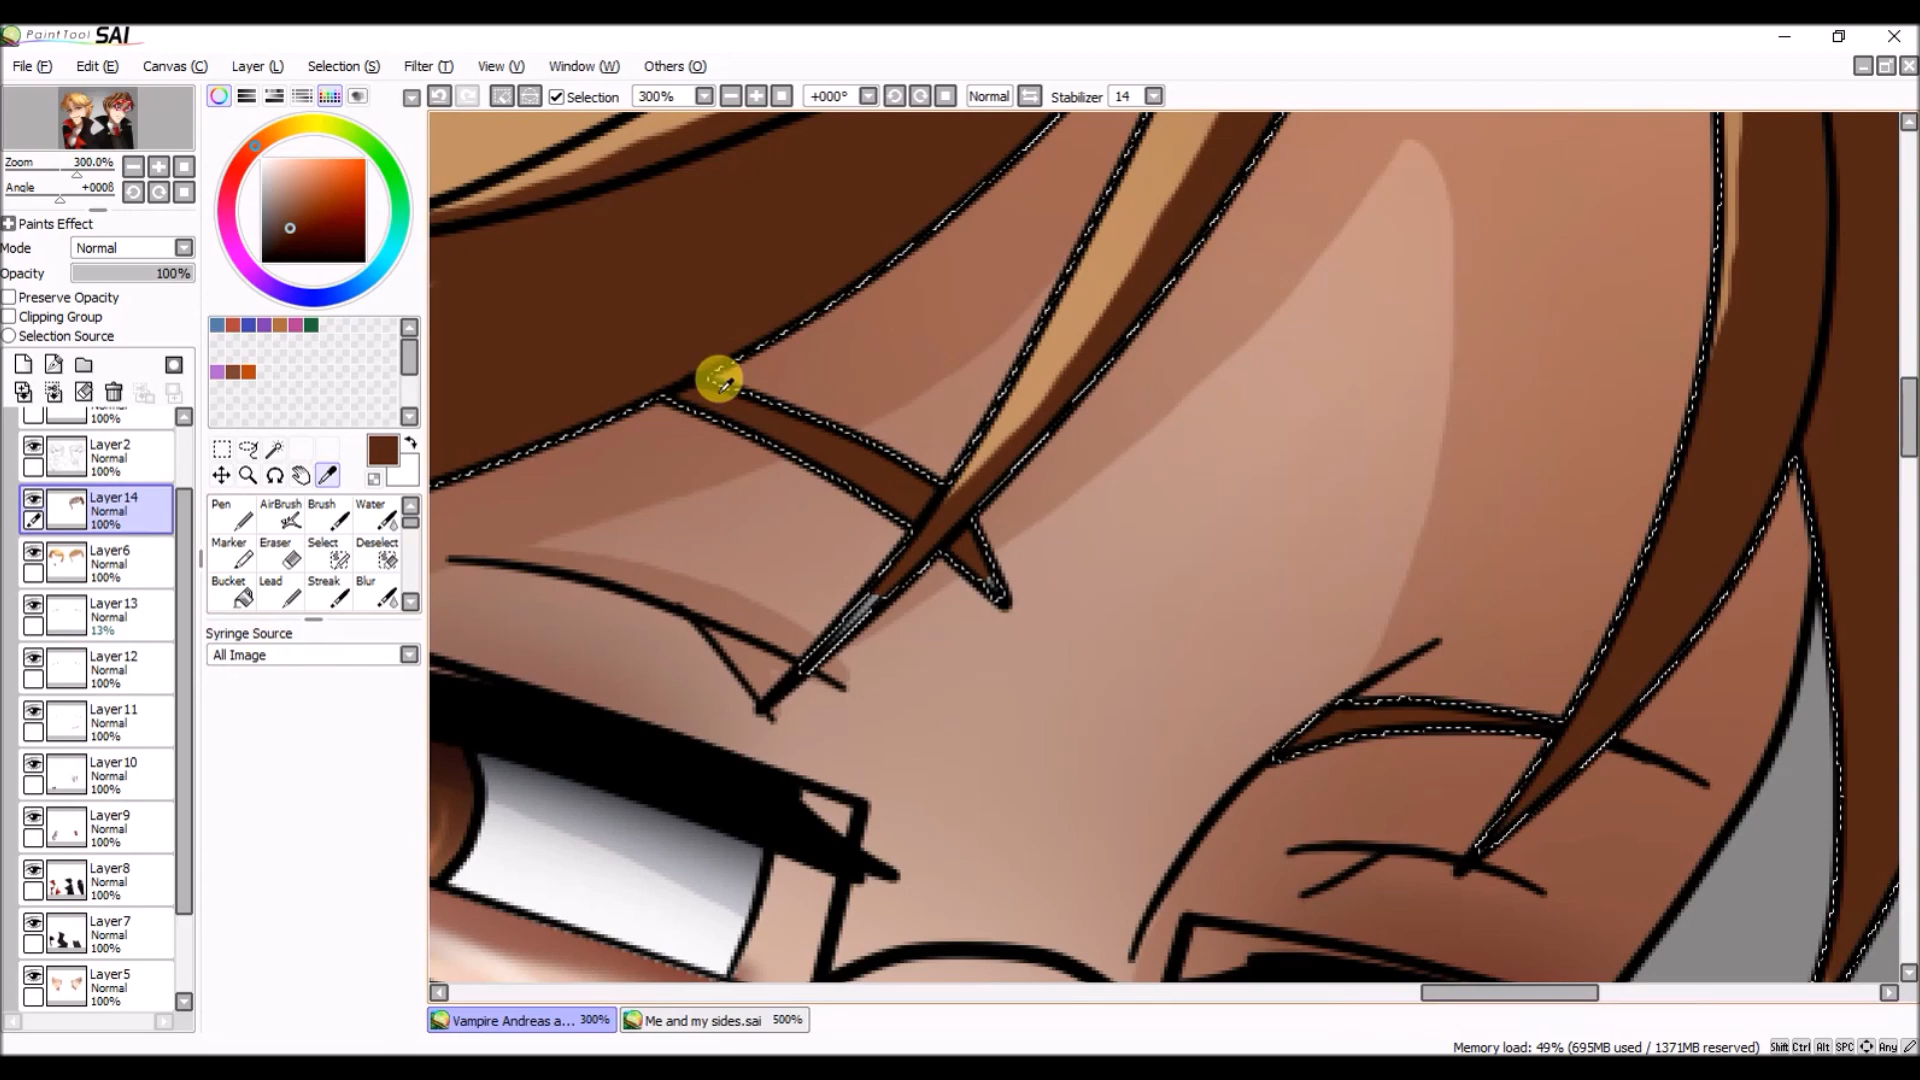 PaintTool SAI
File (F) Edit (E) Canvas (C) Layer (L) Selection (S) Filter (T) View (V) Window (W) Others (O)
Selection 300% +000° Normal Stabilizer 14
Zoom 300.0%
Angle +000ß
Paints Effect
Mode Normal
Opacity 100%
Preserve Opacity
Clipping Group
Selection Source
100%
Layer2
Normal
100%
Layer14
Normal
100%
Layer6
Normal
100%
Layer13
Normal
13%
Layer12
Normal
100%
Layer11
Normal
100%
Layer10
Normal
100%
Layer9
Normal
100%
Layer8
Normal
100%
Layer7
Normal
100%
Layer5
Normal
100%
Pen AirBrush Brush Water
Marker Eraser Select Deselect
Bucket Lead Streak Blur
Syringe Source
All Image
Vampire Andreas a... 300% Me and my sides.sai 500%
Memory load: 49% (695MB used / 1371MB reserved) Shift Ctrl Alt SPC Any